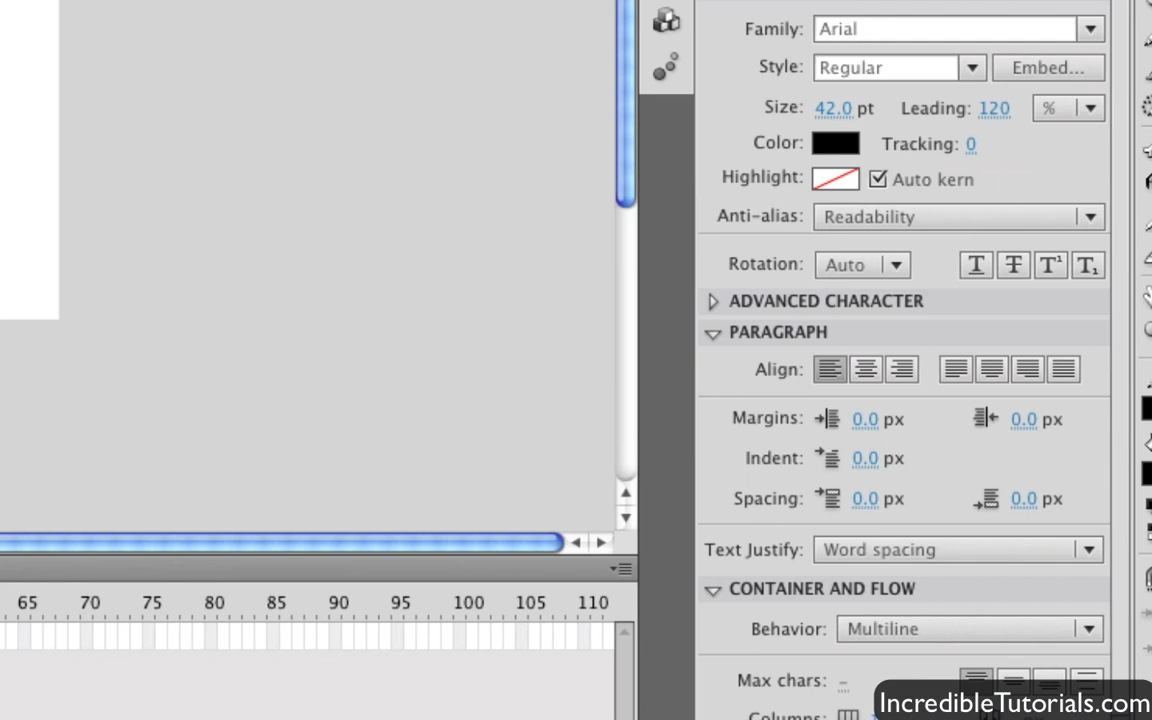 Family: Arial
Style: Regular Embed...
Size: 42.0 pt Leading: 120 %
Color: Tracking: 0
Highlight: Auto kern
Anti-alias: Readability
Rotation: Auto T T T¹ T₁
ADVANCED CHARACTER
PARAGRAPH
Align:
Margins: 0.0 px 0.0 px
Indent: 0.0 px
Spacing: 0.0 px 0.0 px
Text Justify: Word spacing
CONTAINER AND FLOW
65 70 75 80 85 90 95 100 105 110
Behavior: Multiline
Max chars: –
Columns:
IncredibleTutorials.com